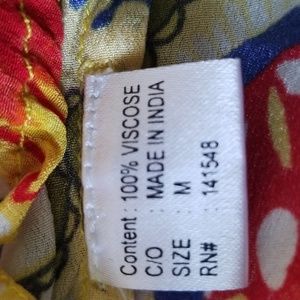 Content : 100% VISCOSE
C/O : MADE IN INDIA
SIZE : M
RN# : 141548